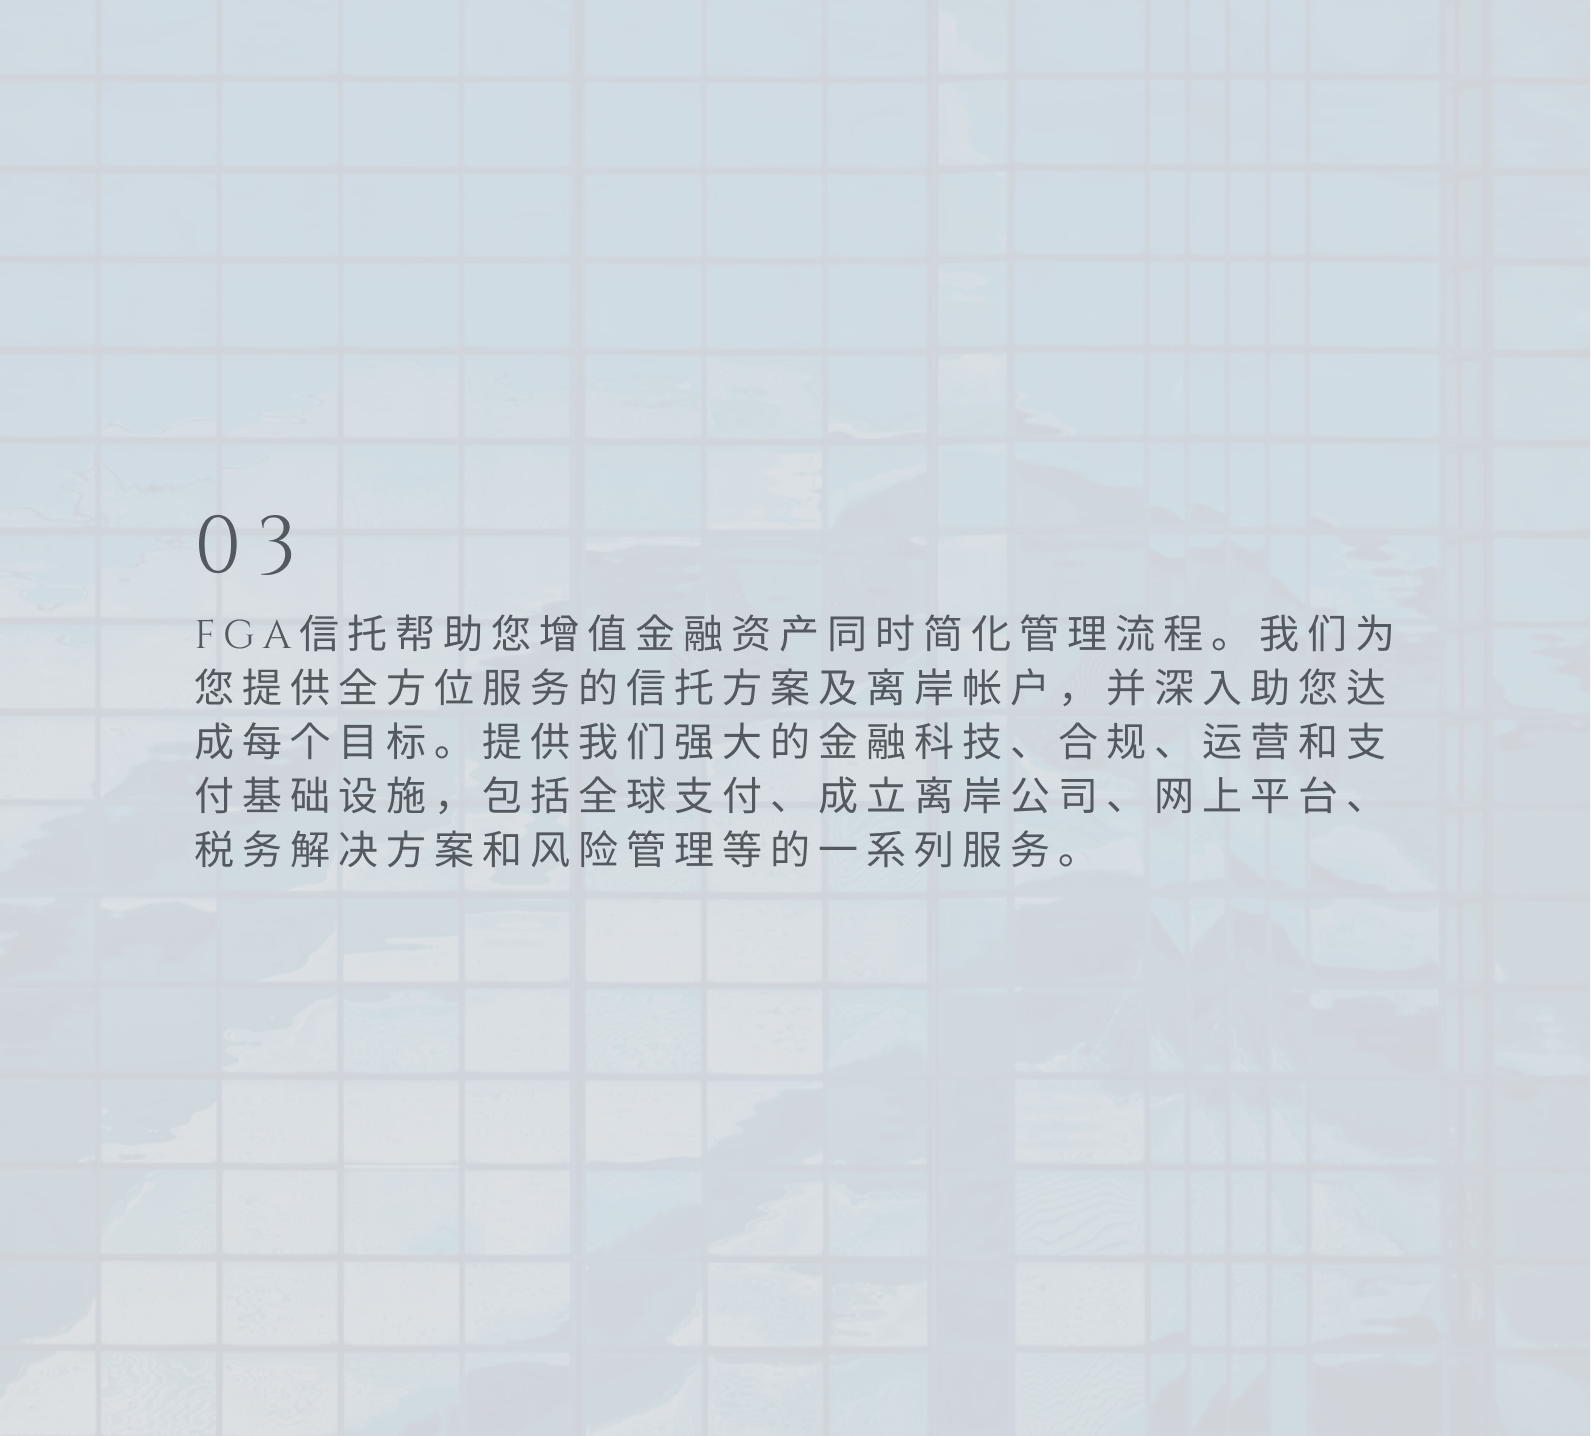 03
FGA信托帮助您增值金融资产同时简化管理流程。我们为
您提供全方位服务的信托方案及离岸帐户，并深入助您达
成每个目标。提供我们强大的金融科技、合规、运营和支
付基础设施，包括全球支付、成立离岸公司、网上平台、
税务解决方案和风险管理等的一系列服务。